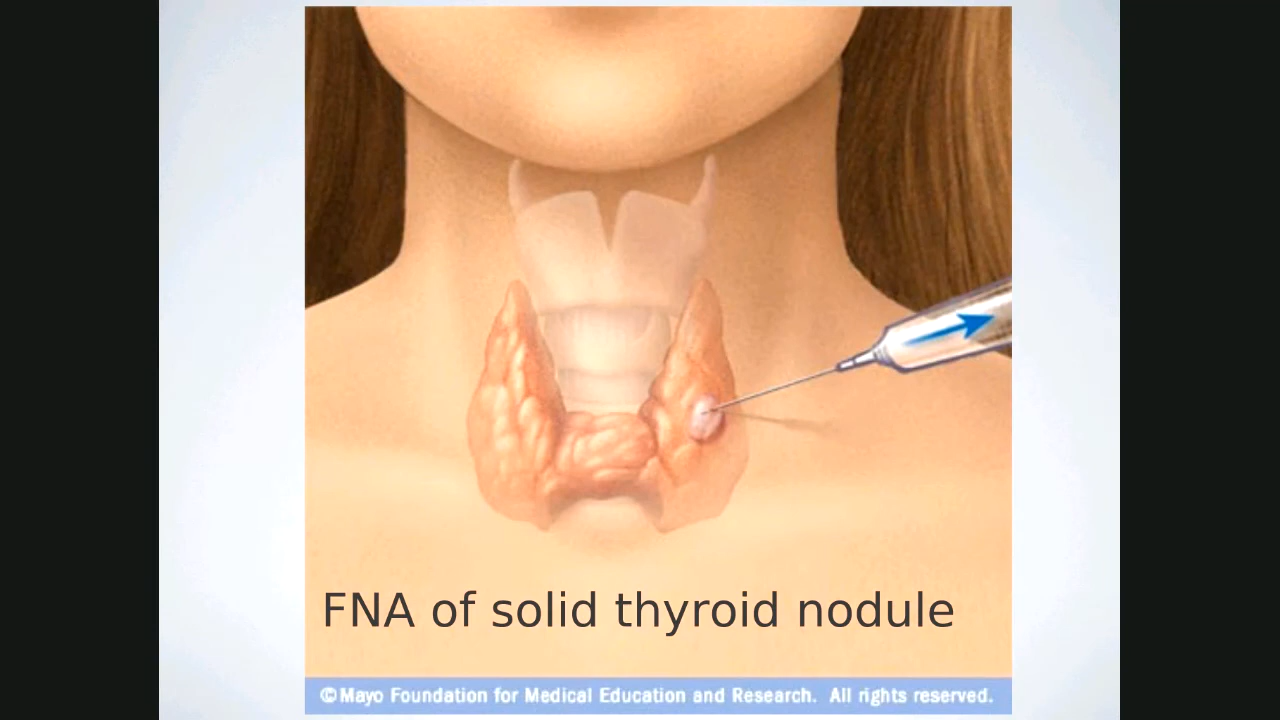 FNA of solid thyroid nodule
©Mayo Foundation for Medical Education and Research. All rights reserved.